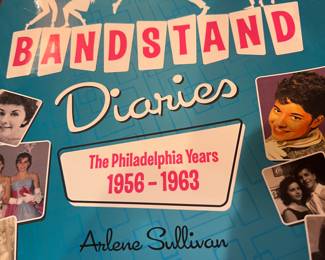 BANDSTAND
Diaries
The Philadelphia Years
1956 - 1963
Arlene Sullivan